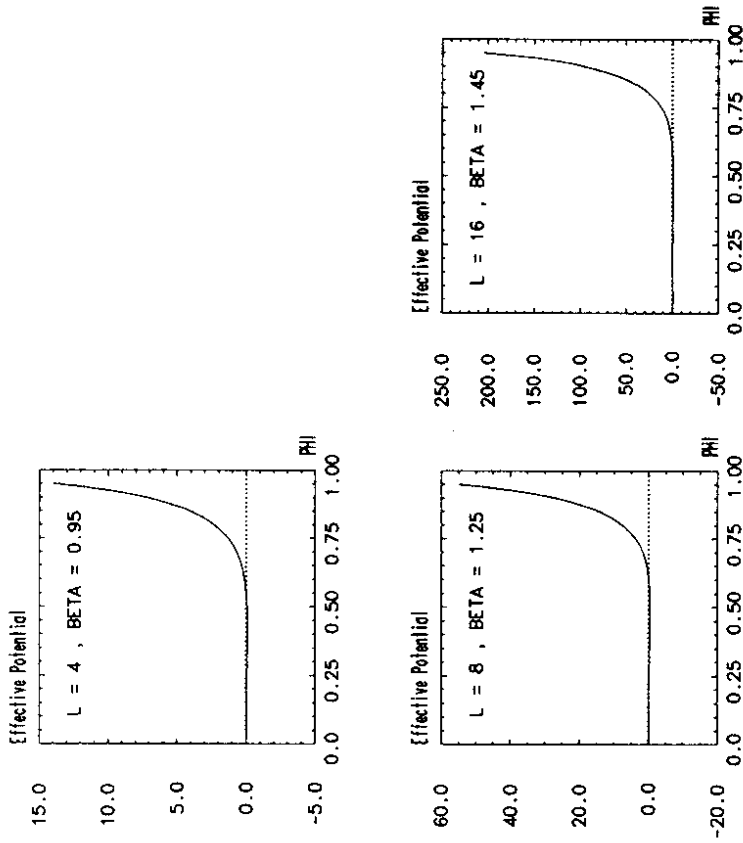 Effective Potential
L = 4 , BETA = 0.95
15.0
10.0
5.0
0.0
-5.0
0.0 0.25 0.50 0.75 1.00
PHI
Effective Potential
L = 8 , BETA = 1.25
60.0
40.0
20.0
0.0
-20.0
0.0 0.25 0.50 0.75 1.00
PHI
Effective Potential
L = 16 , BETA = 1.45
250.0
200.0
150.0
100.0
50.0
0.0
-50.0
0.0 0.25 0.50 0.75 1.00
PHI